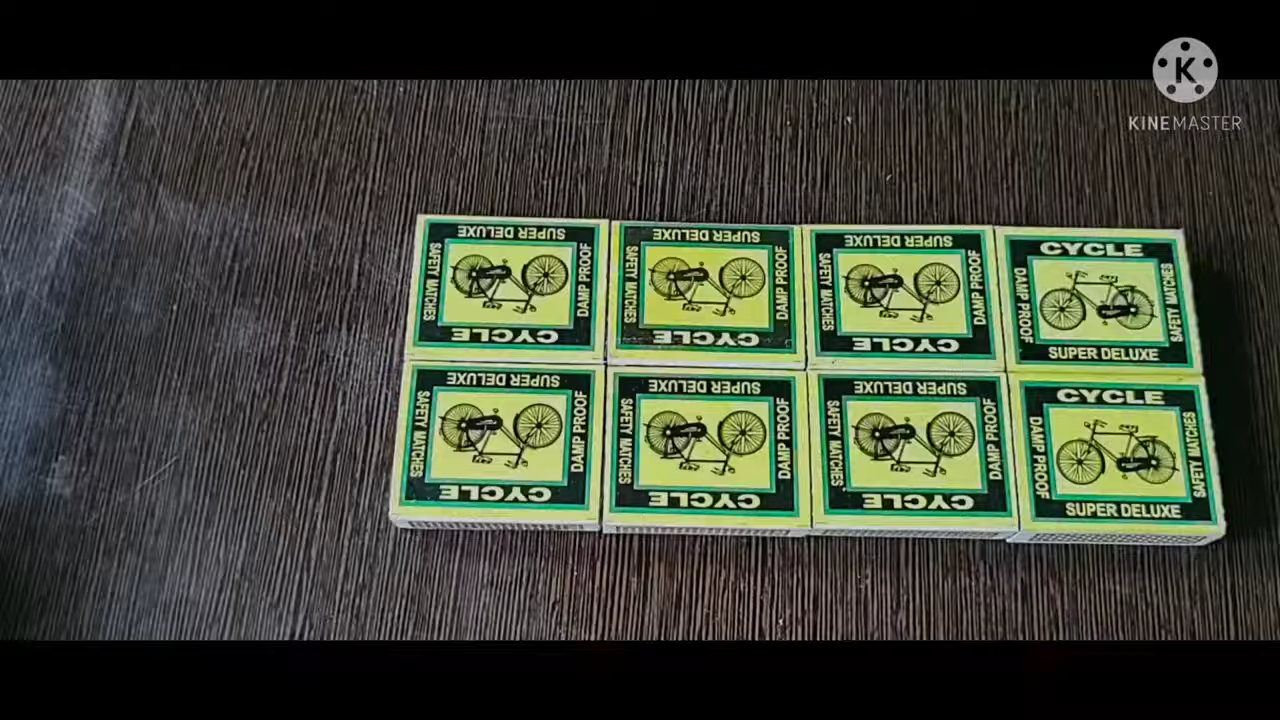 K
KINEMASTER
SUPER DELUXE
SAFETY MATCHES
DAMP PROOF
CYCLE
SUPER DELUXE
SAFETY MATCHES
DAMP PROOF
CYCLE
SUPER DELUXE
SAFETY MATCHES
DAMP PROOF
CYCLE
CYCLE
DAMP PROOF
SAFETY MATCHES
SUPER DELUXE
SUPER DELUXE
SAFETY MATCHES
DAMP PROOF
CYCLE
SUPER DELUXE
SAFETY MATCHES
DAMP PROOF
CYCLE
SUPER DELUXE
SAFETY MATCHES
DAMP PROOF
CYCLE
CYCLE
DAMP PROOF
SAFETY MATCHES
SUPER DELUXE